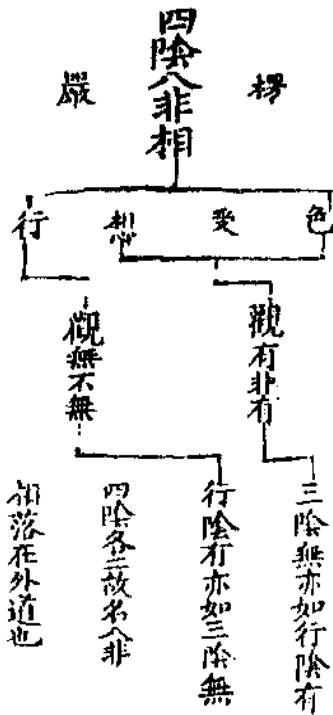 楞嚴
四陰八非相
色
受
想
行
觀有非有
觀無不無
三陰無亦如行陰有
行陰有亦如三陰無
四陰各二故名八非
相落在外道也